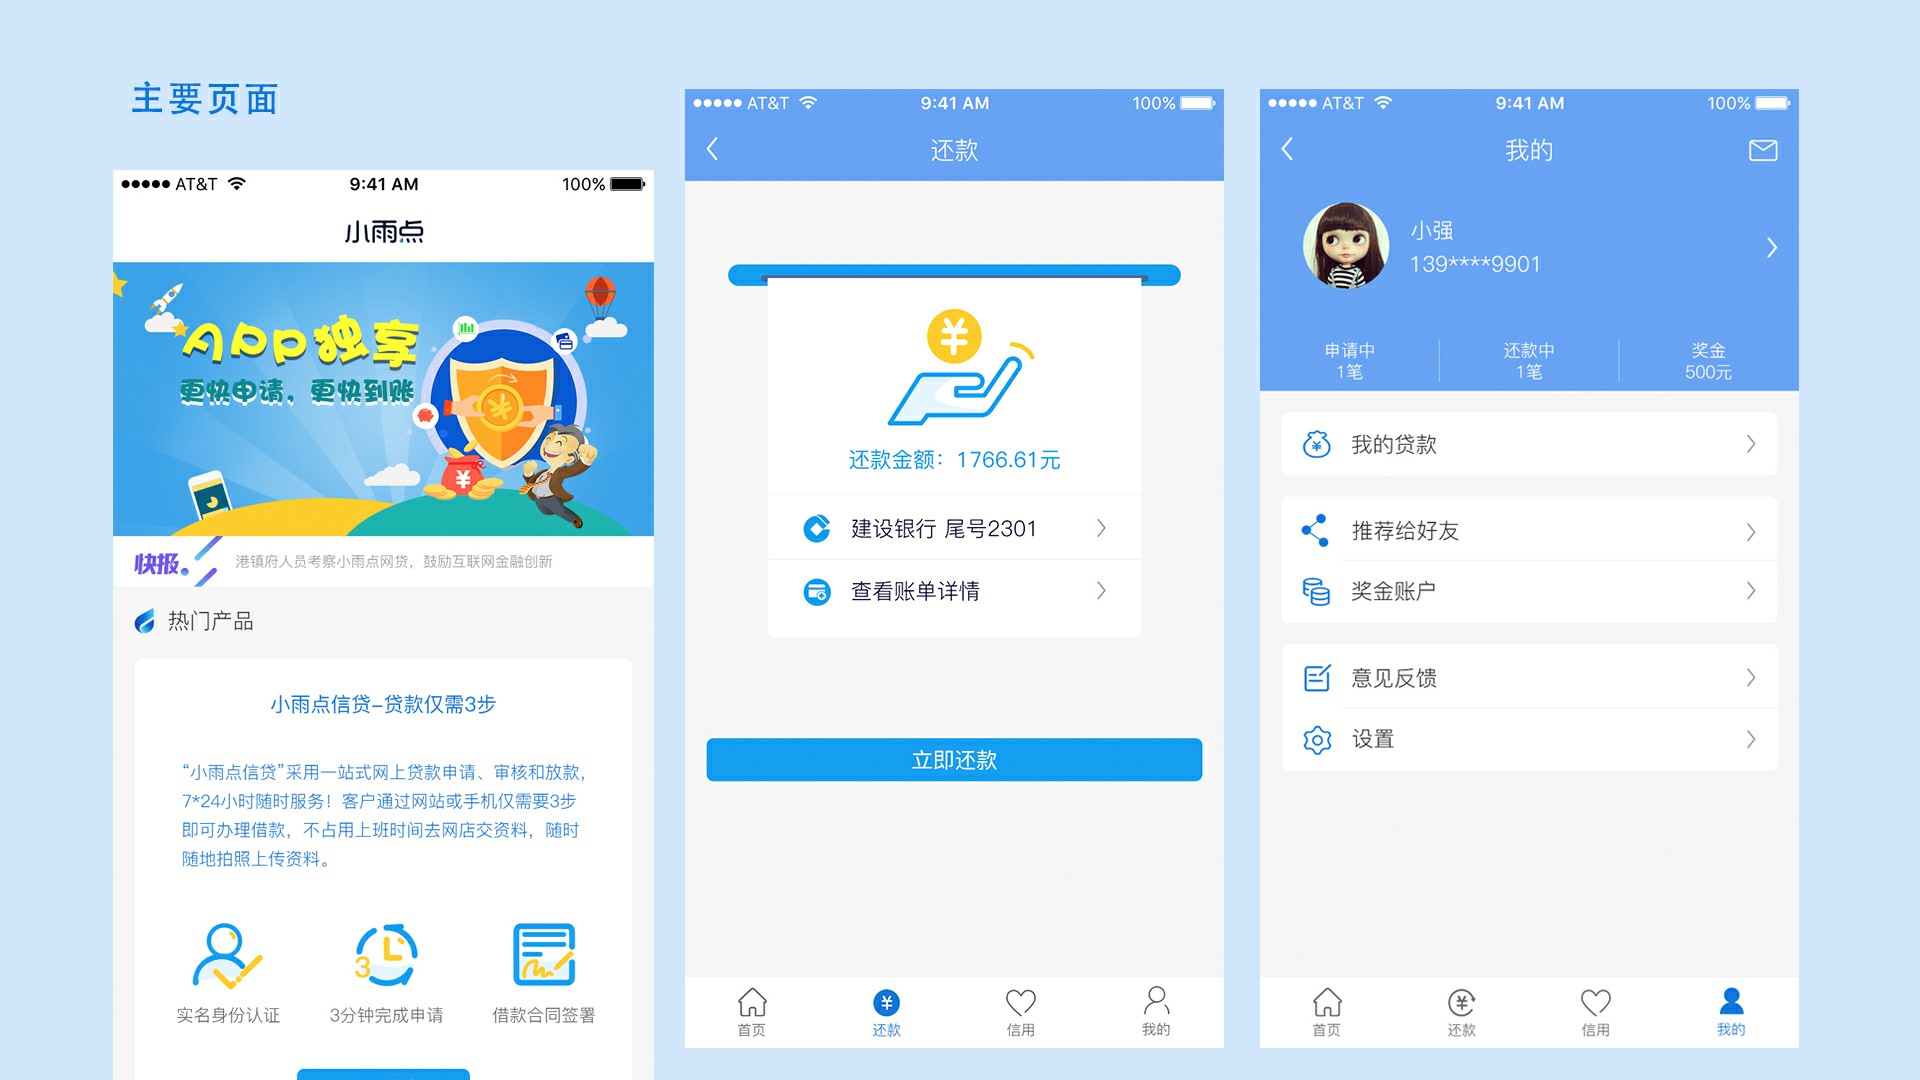 主要页面
AT&T 9:41 AM 100%
小雨点
APP独享
更快申请，更快到账
快报 港镇府人员考察小雨点网贷，鼓励互联网金融创新
热门产品
小雨点信贷-贷款仅需3步
“小雨点信贷”采用一站式网上贷款申请、审核和放款，
7*24小时随时服务！客户通过网站或手机仅需要3步
即可办理借款，不占用上班时间去网店交资料，随时
随地拍照上传资料。
3
实名身份认证 3分钟完成申请 借款合同签署
AT&T 9:41 AM 100%
还款
¥
还款金额：1766.61元
建设银行 尾号2301
查看账单详情
立即还款
首页 还款 信用 我的
AT&T 9:41 AM 100%
我的
小强
139****9901
申请中 还款中 奖金
1笔 1笔 500元
我的贷款
推荐给好友
奖金账户
意见反馈
设置
首页 还款 信用 我的